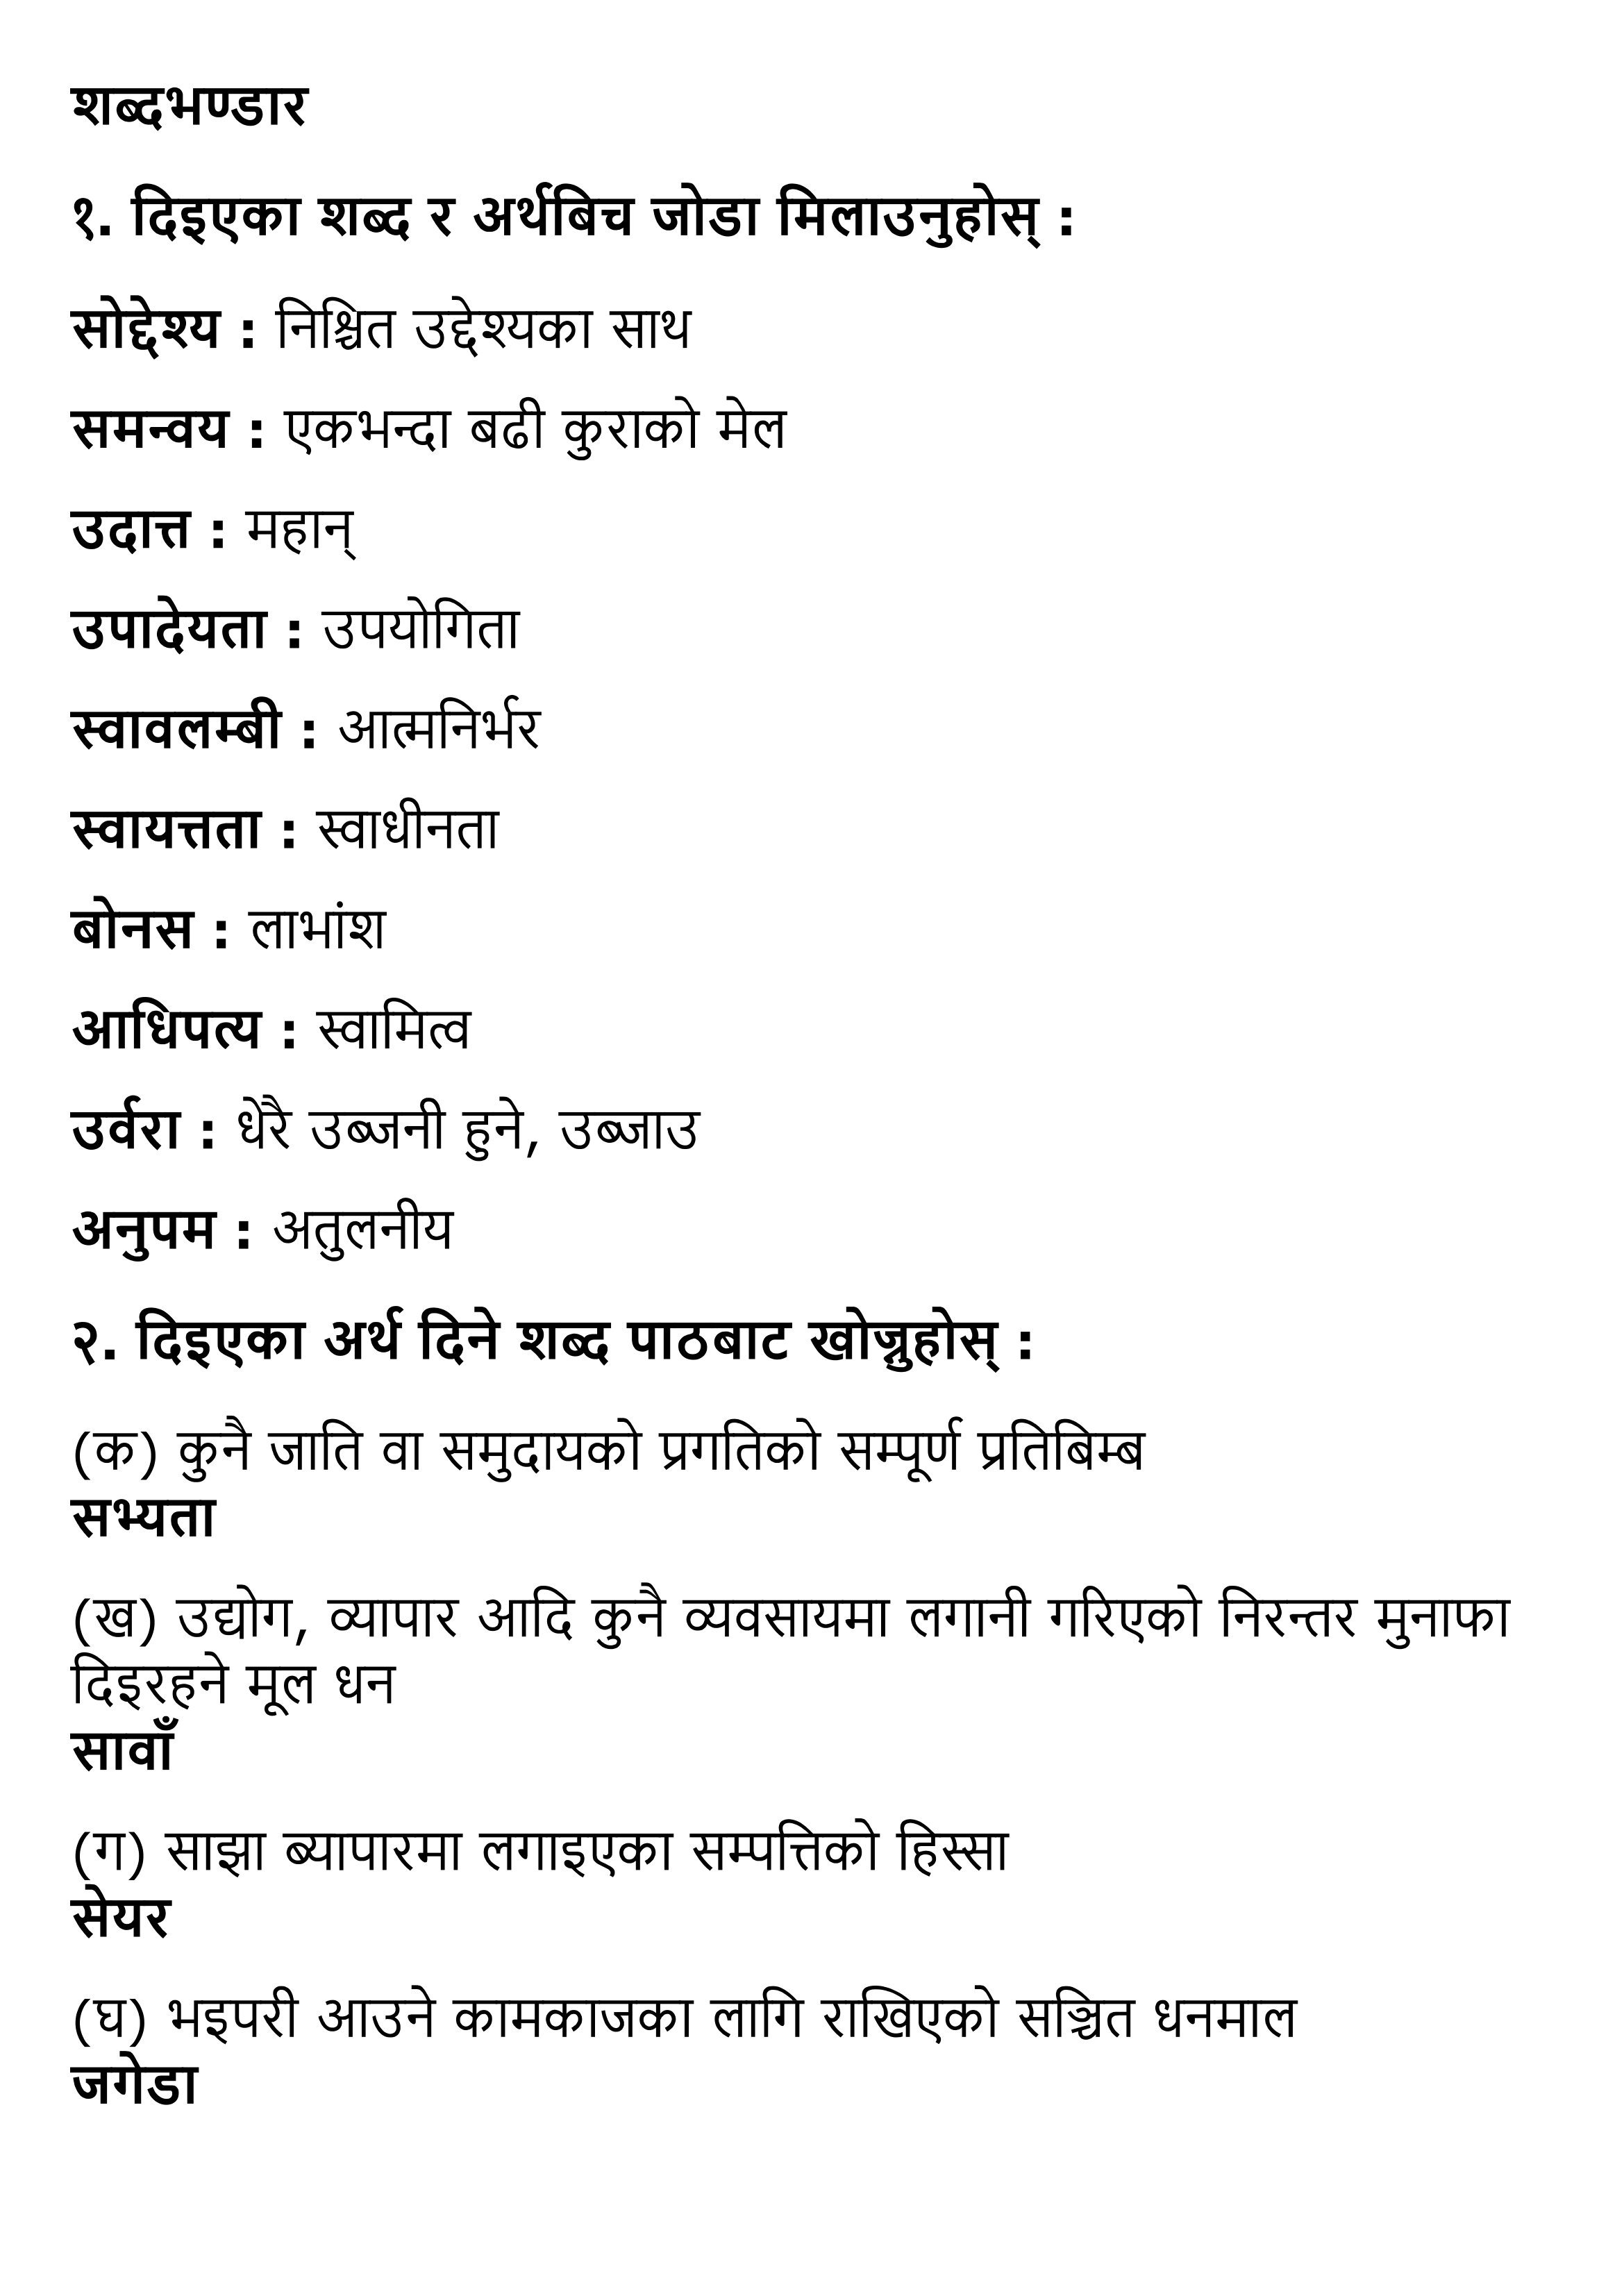 शब्दभण्डार
१. दिइएका शब्द र अर्थबिच जोडा मिलाउनुहोस् :
सोद्देश्य : निश्चित उद्देश्यका साथ
समन्वय : एकभन्दा बढी कुराको मेल
उदात्त : महान्
उपादेयता : उपयोगिता
स्वावलम्बी : आत्मनिर्भर
स्वायत्तता : स्वाधीनता
बोनस : लाभांश
आधिपत्य : स्वामित्व
उर्वरा : धेरै उब्जनी हुने, उब्जाउ
अनुपम : अतुलनीय
२. दिइएका अर्थ दिने शब्द पाठबाट खोज्नुहोस् :
(क) कुनै जाति वा समुदायको प्रगतिको सम्पूर्ण प्रतिबिम्ब
सभ्यता
(ख) उद्योग, व्यापार आदि कुनै व्यवसायमा लगानी गरिएको निरन्तर मुनाफा
दिइरहने मूल धन
सावाँ
(ग) साझा ब्यापारमा लगाइएका सम्पत्तिको हिस्सा
सेयर
(घ) भइपरी आउने कामकाजका लागि राखिएको सञ्चित धनमाल
जगेडा